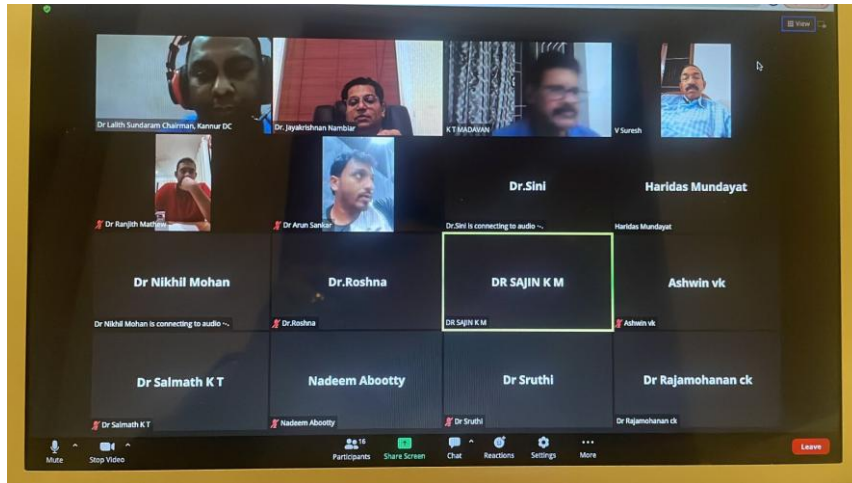 View
Dr Lalith Sundaram Chairman, Kannur DC
Dr. Jayakrishnan Nambiar
K T MADAVAN
V Suresh
Dr Ranjith Mathew
Dr Arun Sankar
Dr.Sini
Dr.Sini is connecting to audio
Haridas Mundayat
Haridas Mundayat
Dr Nikhil Mohan
Dr Nikhil Mohan is connecting to audio
Dr.Roshna
Dr.Roshna
DR SAJIN K M
DR SAJIN K M
Ashwin vk
Ashwin vk
Dr Salmath K T
Dr Salmath K T
Nadeem Abootty
Nadeem Abootty
Dr Sruthi
Dr Sruthi
Dr Rajamohanan ck
Dr Rajamohanan ck
Mute
Stop Video
16
Participants
Share Screen
Chat
Reactions
Settings
More
Leave